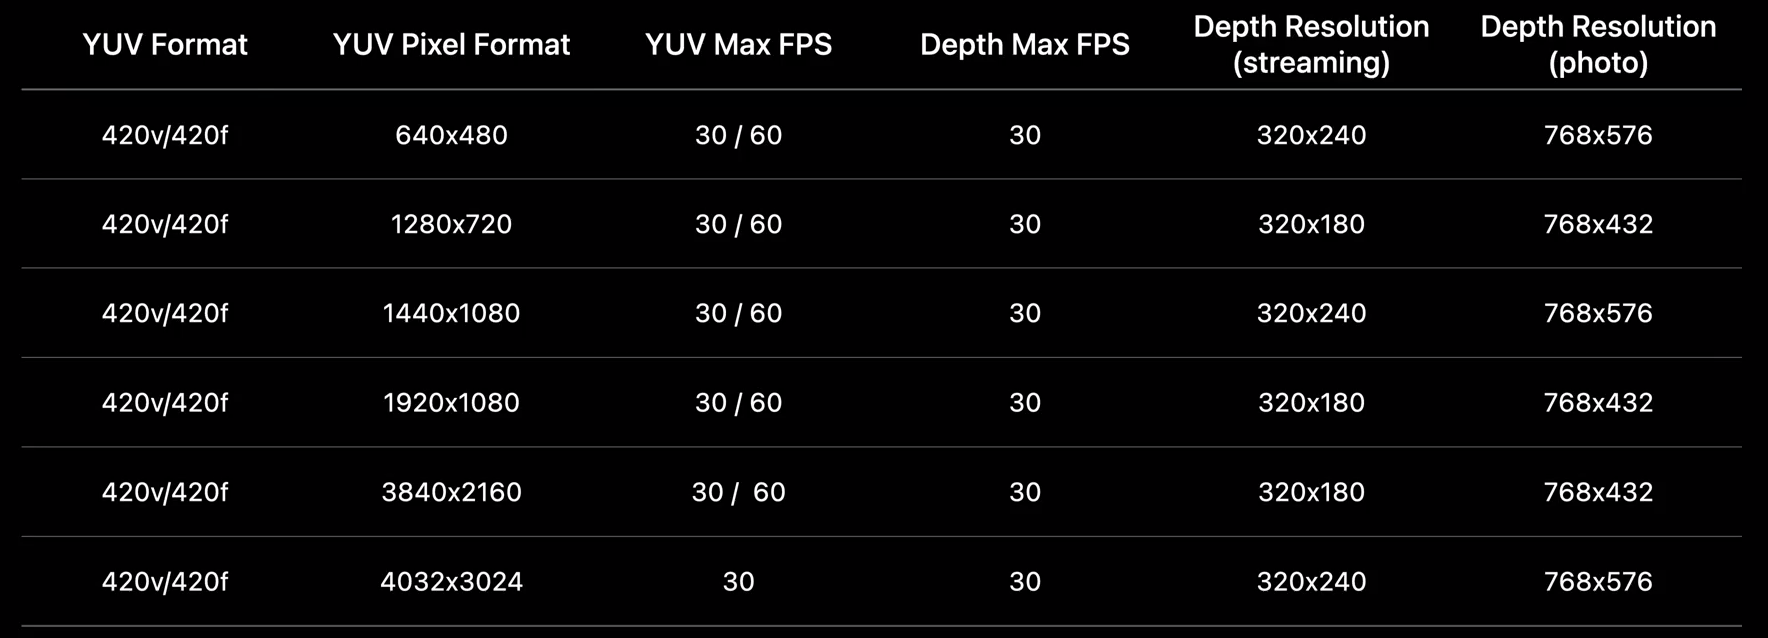 YUV Format YUV Pixel Format YUV Max FPS Depth Max FPS Depth Resolution (streaming) Depth Resolution (photo)
420v/420f 640x480 30 / 60 30 320x240 768x576
420v/420f 1280x720 30 / 60 30 320x180 768x432
420v/420f 1440x1080 30 / 60 30 320x240 768x576
420v/420f 1920x1080 30 / 60 30 320x180 768x432
420v/420f 3840x2160 30 /  60 30 320x180 768x432
420v/420f 4032x3024 30 30 320x240 768x576